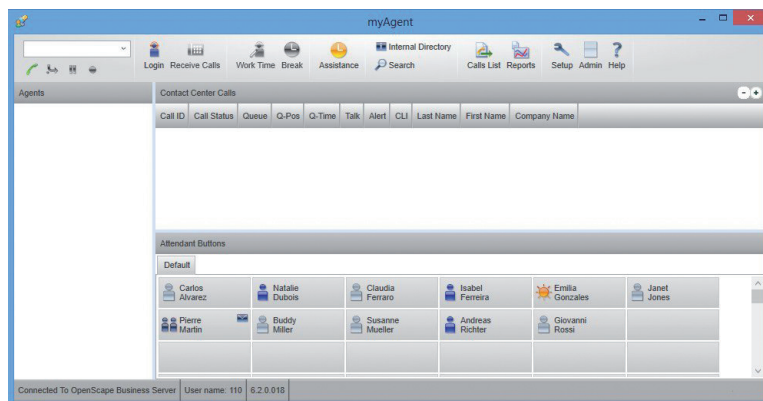 myAgent
Internal Directory
Login Receive Calls Work Time Break Assistance Search Calls List Reports Setup Admin Help
Agents
Contact Center Calls
Call ID Call Status Queue Q-Pos Q-Time Talk Alert CLI Last Name First Name Company Name
Attendant Buttons
Default
Carlos Alvarez
Natalie Dubois
Claudia Ferraro
Isabel Ferreira
Emilia Gonzales
Janet Jones
Pierre Martin
Buddy Miller
Susanne Mueller
Andreas Richter
Giovanni Rossi
Connected To OpenScape Business Server User name: 110 6.2.0.018